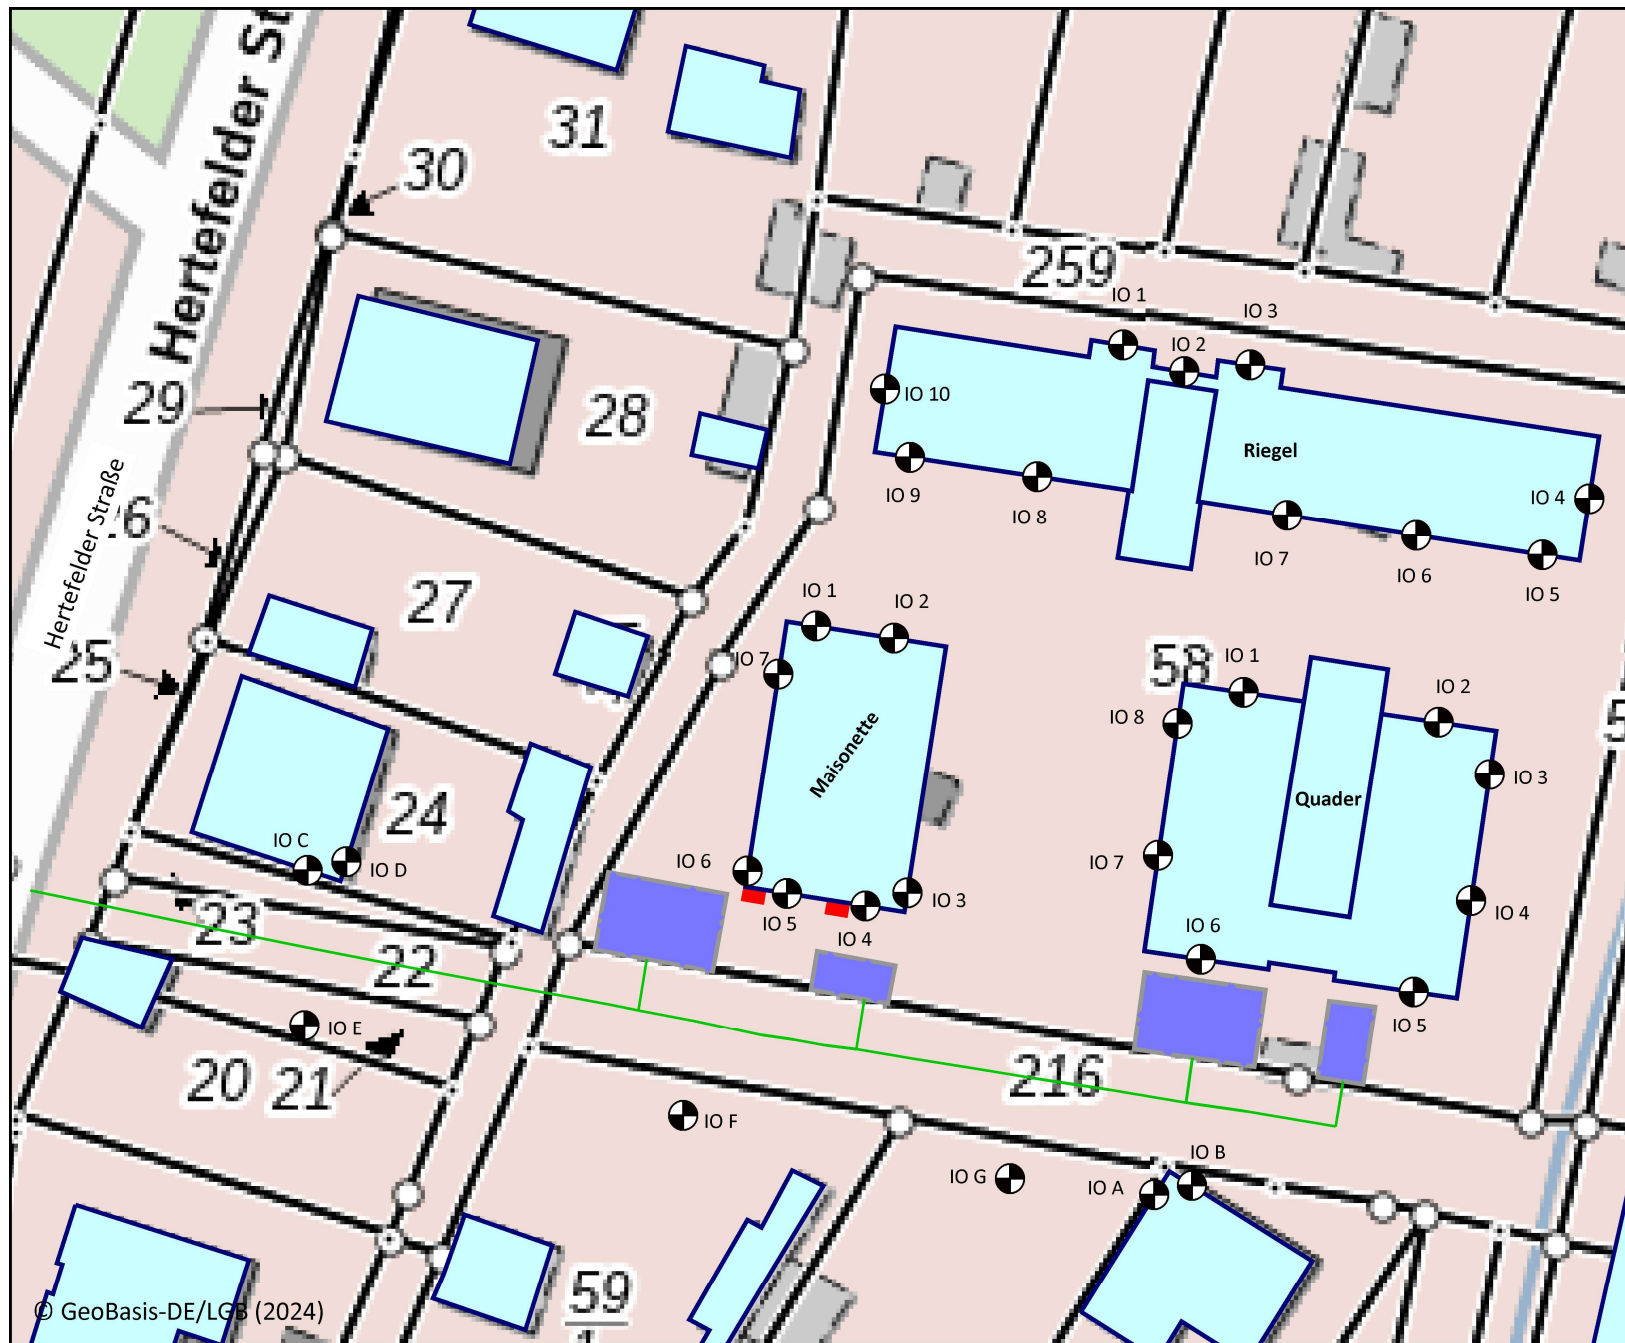 Hertefelder St
31
30
259
IO 1
IO 2
IO 3
IO 10
29
28
Riegel
IO 4
IO 9
IO 8
IO 7
IO 6
IO 5
Hertefelder Straße
6
27
IO 1
IO 2
IO 7
58
IO 1
IO 2
25
IO 8
5
Maisonette
IO 3
Quader
24
IO C
IO D
IO 6
IO 7
IO 3
IO 5
IO 4
IO 4
23
IO 6
22
IO 5
IO E
20
21
216
IO F
IO B
IO G
IO A
59
1
© GeoBasis-DE/LGB (2024)